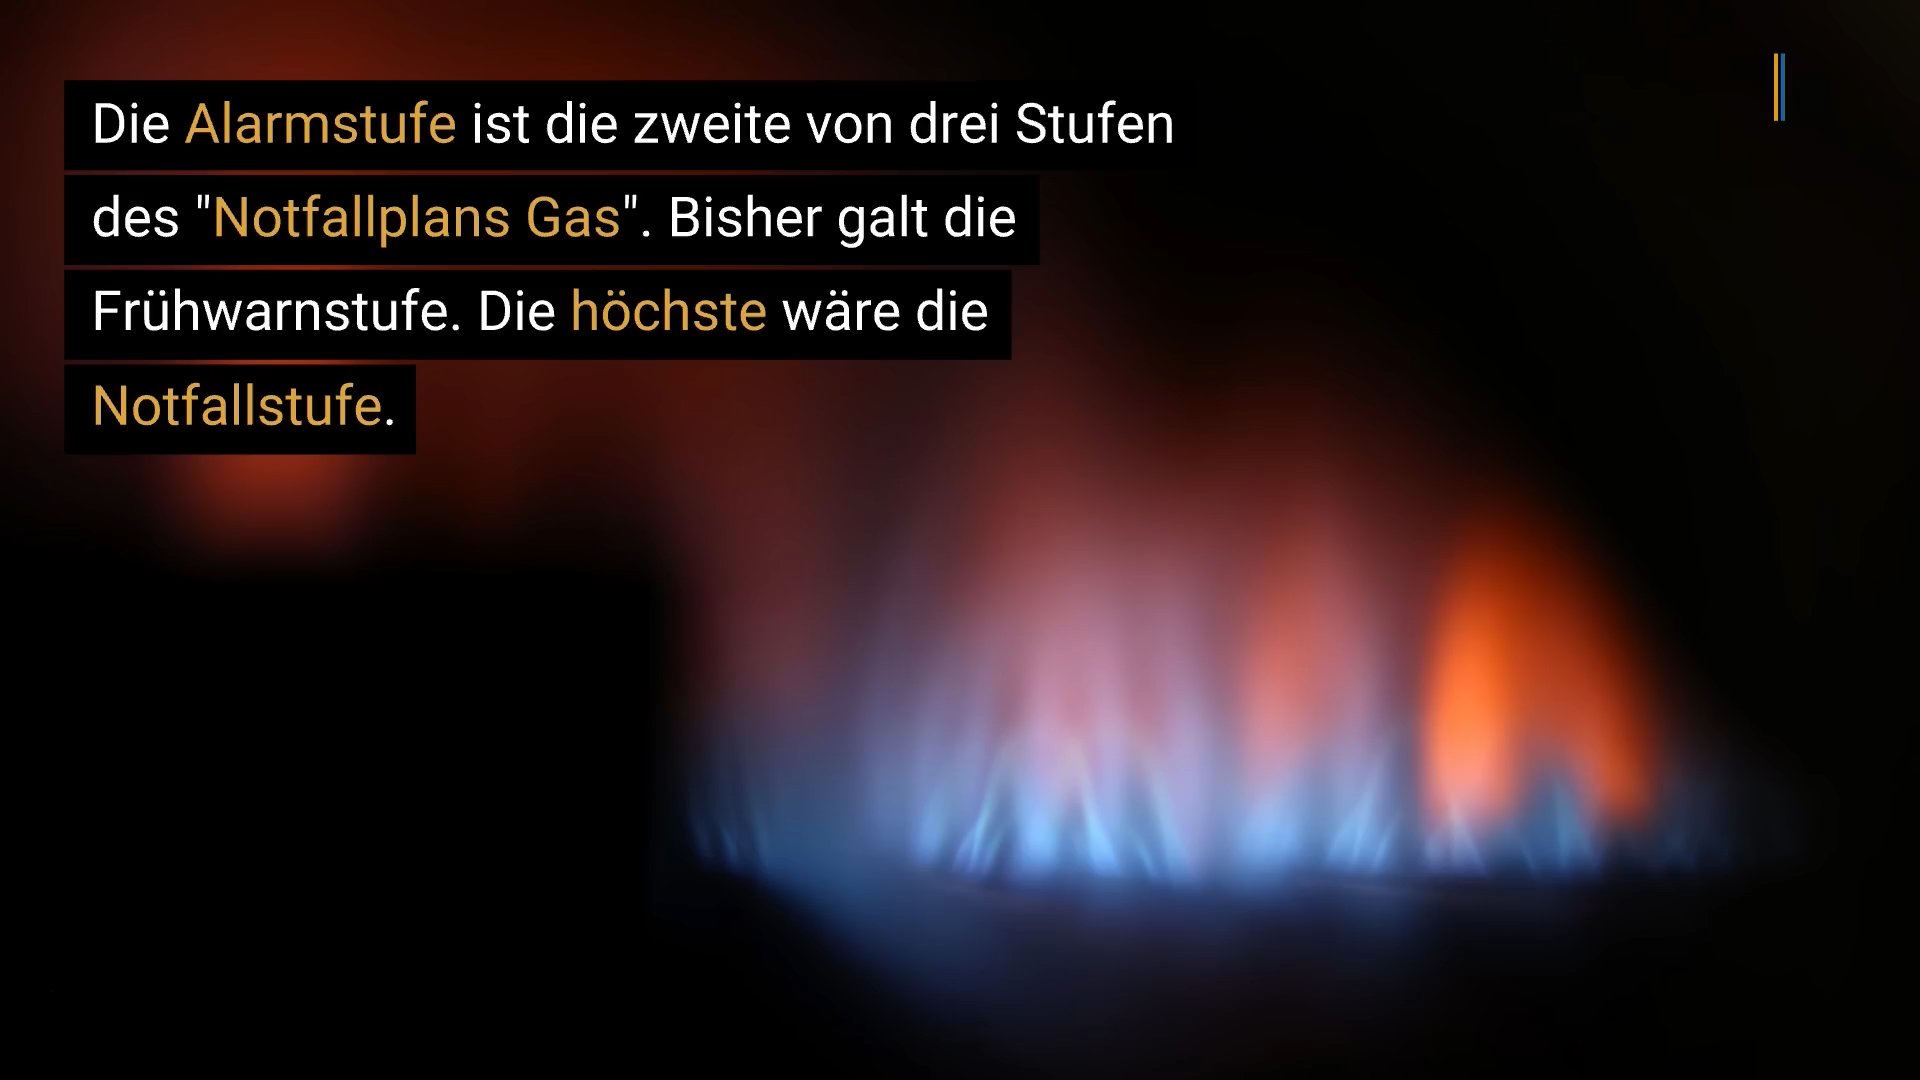 Die Alarmstufe ist die zweite von drei Stufen
des "Notfallplans Gas". Bisher galt die
Frühwarnstufe. Die höchste wäre die
Notfallstufe.